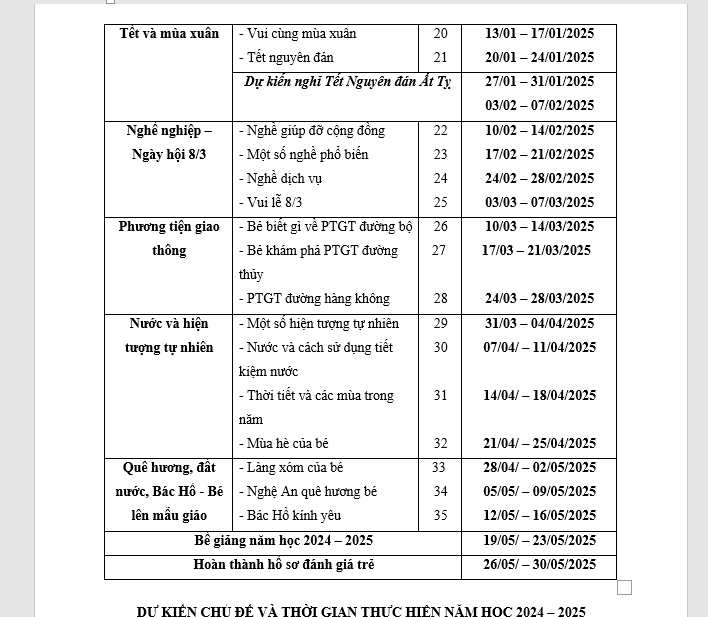 Tết và mùa xuân - Vui cùng mùa xuân 20 13/01 – 17/01/2025
- Tết nguyên đán 21 20/01 – 24/01/2025
Dự kiến nghỉ Tết Nguyên đán Ất Tỵ 27/01 – 31/01/2025
03/02 – 07/02/2025
Nghề nghiệp – - Nghề giúp đỡ cộng đồng 22 10/02 – 14/02/2025
Ngày hội 8/3 - Một số nghề phổ biến 23 17/02 – 21/02/2025
- Nghề dịch vụ 24 24/02 – 28/02/2025
- Vui lễ 8/3 25 03/03 – 07/03/2025
Phương tiện giao - Bé biết gì về PTGT đường bộ 26 10/03 – 14/03/2025
thông - Bé khám phá PTGT đường 27 17/03 – 21/03/2025
thủy
- PTGT đường hàng không 28 24/03 – 28/03/2025
Nước và hiện - Một số hiện tượng tự nhiên 29 31/03 – 04/04/2025
tượng tự nhiên - Nước và cách sử dụng tiết 30 07/04/ – 11/04/2025
kiệm nước
- Thời tiết và các mùa trong 31 14/04/ – 18/04/2025
năm
- Mùa hè của bé 32 21/04/ – 25/04/2025
Quê hương, đất - Làng xóm của bé 33 28/04/ – 02/05/2025
nước, Bác Hồ - Bé - Nghệ An quê hương bé 34 05/05/ – 09/05/2025
lên mẫu giáo - Bác Hồ kính yêu 35 12/05/ – 16/05/2025
Bế giảng năm học 2024 – 2025 19/05/ – 23/05/2025
Hoàn thành hồ sơ đánh giá trẻ 26/05/ – 30/05/2025
DỰ KIẾN CHỦ ĐỀ VÀ THỜI GIAN THỰC HIỆN NĂM HỌC 2024 – 2025